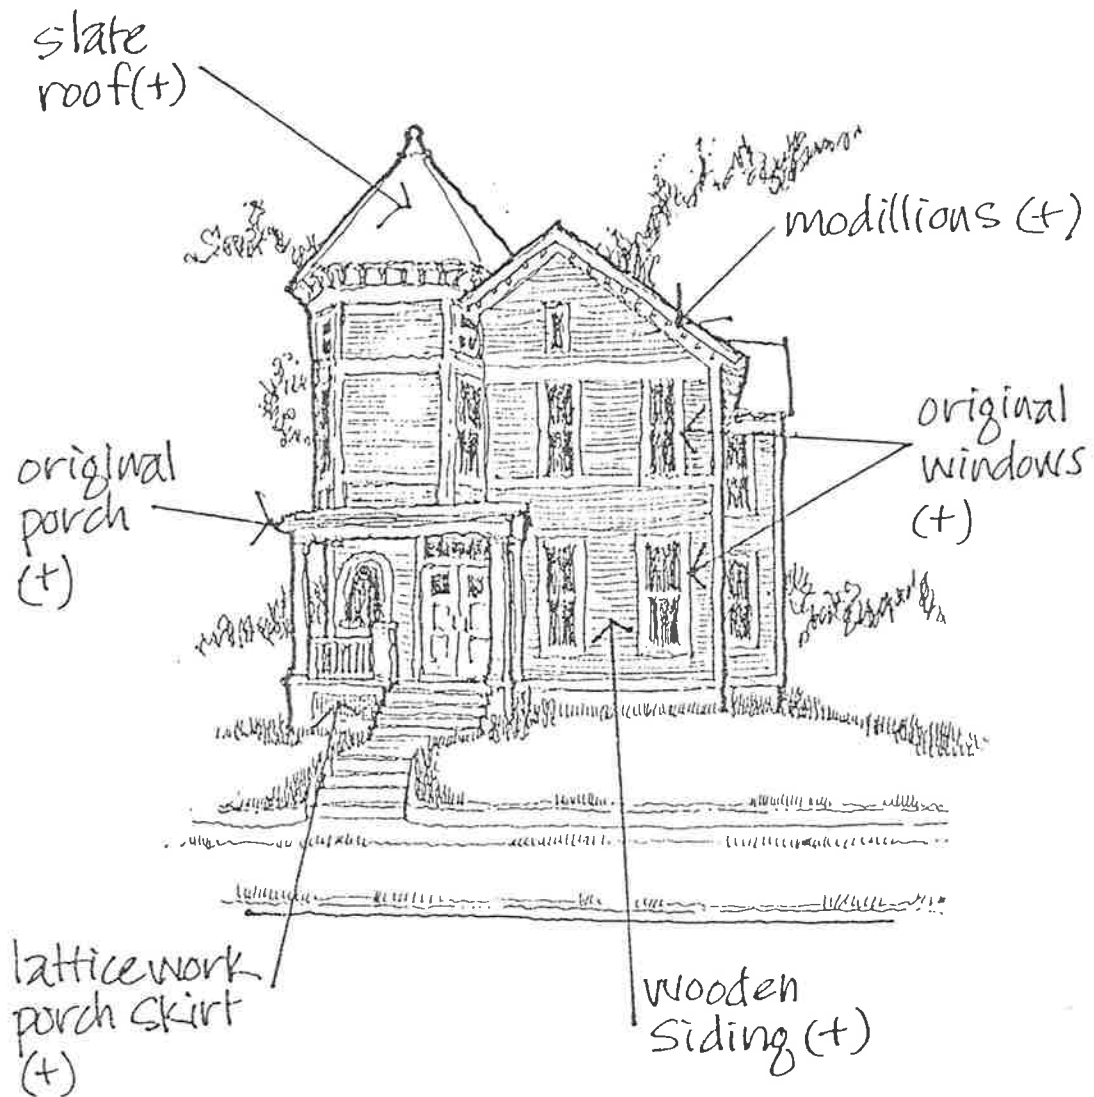 slate
roof(+)
modillions (+)
original
windows
(+)
original
porch
(+)
latticework
porch skirt
(+)
wooden
siding (+)